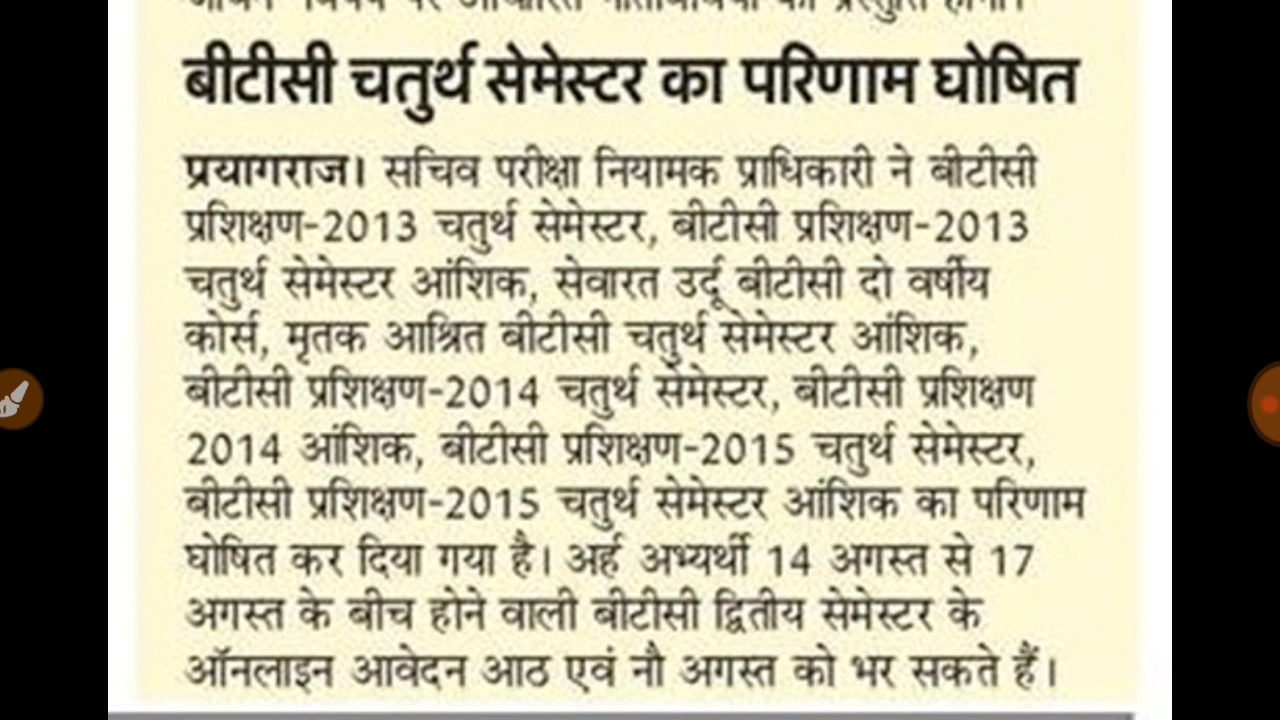 बीटीसी चतुर्थ सेमेस्टर का परिणाम घोषित
प्रयागराज। सचिव परीक्षा नियामक प्राधिकारी ने बीटीसी
प्रशिक्षण-2013 चतुर्थ सेमेस्टर, बीटीसी प्रशिक्षण-2013
चतुर्थ सेमेस्टर आंशिक, सेवारत उर्दू बीटीसी दो वर्षीय
कोर्स, मृतक आश्रित बीटीसी चतुर्थ सेमेस्टर आंशिक,
बीटीसी प्रशिक्षण-2014 चतुर्थ सेमेस्टर, बीटीसी प्रशिक्षण
2014 आंशिक, बीटीसी प्रशिक्षण-2015 चतुर्थ सेमेस्टर,
बीटीसी प्रशिक्षण-2015 चतुर्थ सेमेस्टर आंशिक का परिणाम
घोषित कर दिया गया है। अर्ह अभ्यर्थी 14 अगस्त से 17
अगस्त के बीच होने वाली बीटीसी द्वितीय सेमेस्टर के
ऑनलाइन आवेदन आठ एवं नौ अगस्त को भर सकते हैं।